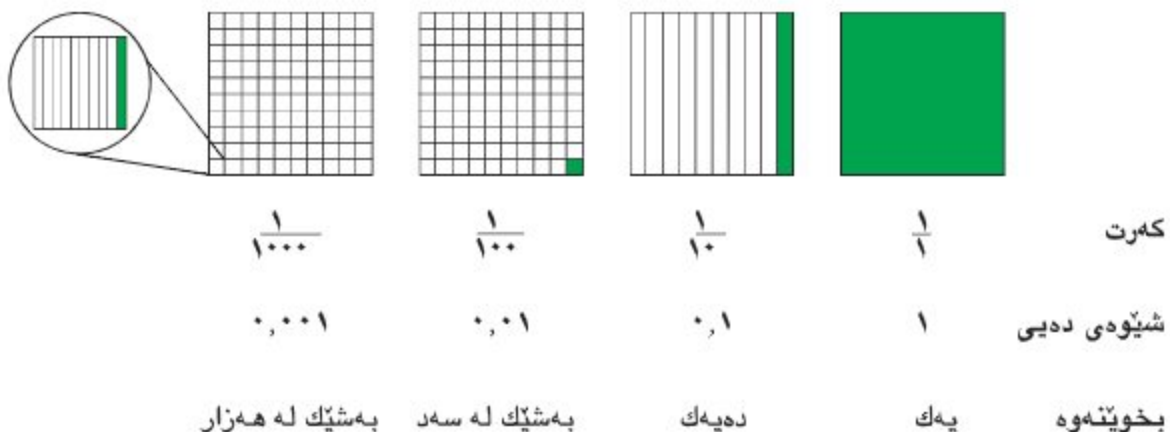 كەرت ١/١ ١/١٠ ١/١٠٠ ١/١٠٠٠
شێوەی دەیی ١ ٠,١ ٠,٠١ ٠,٠٠١
بخوێنەوە یەك دەیەك بەشێك لە سەد بەشێك لە هەزار